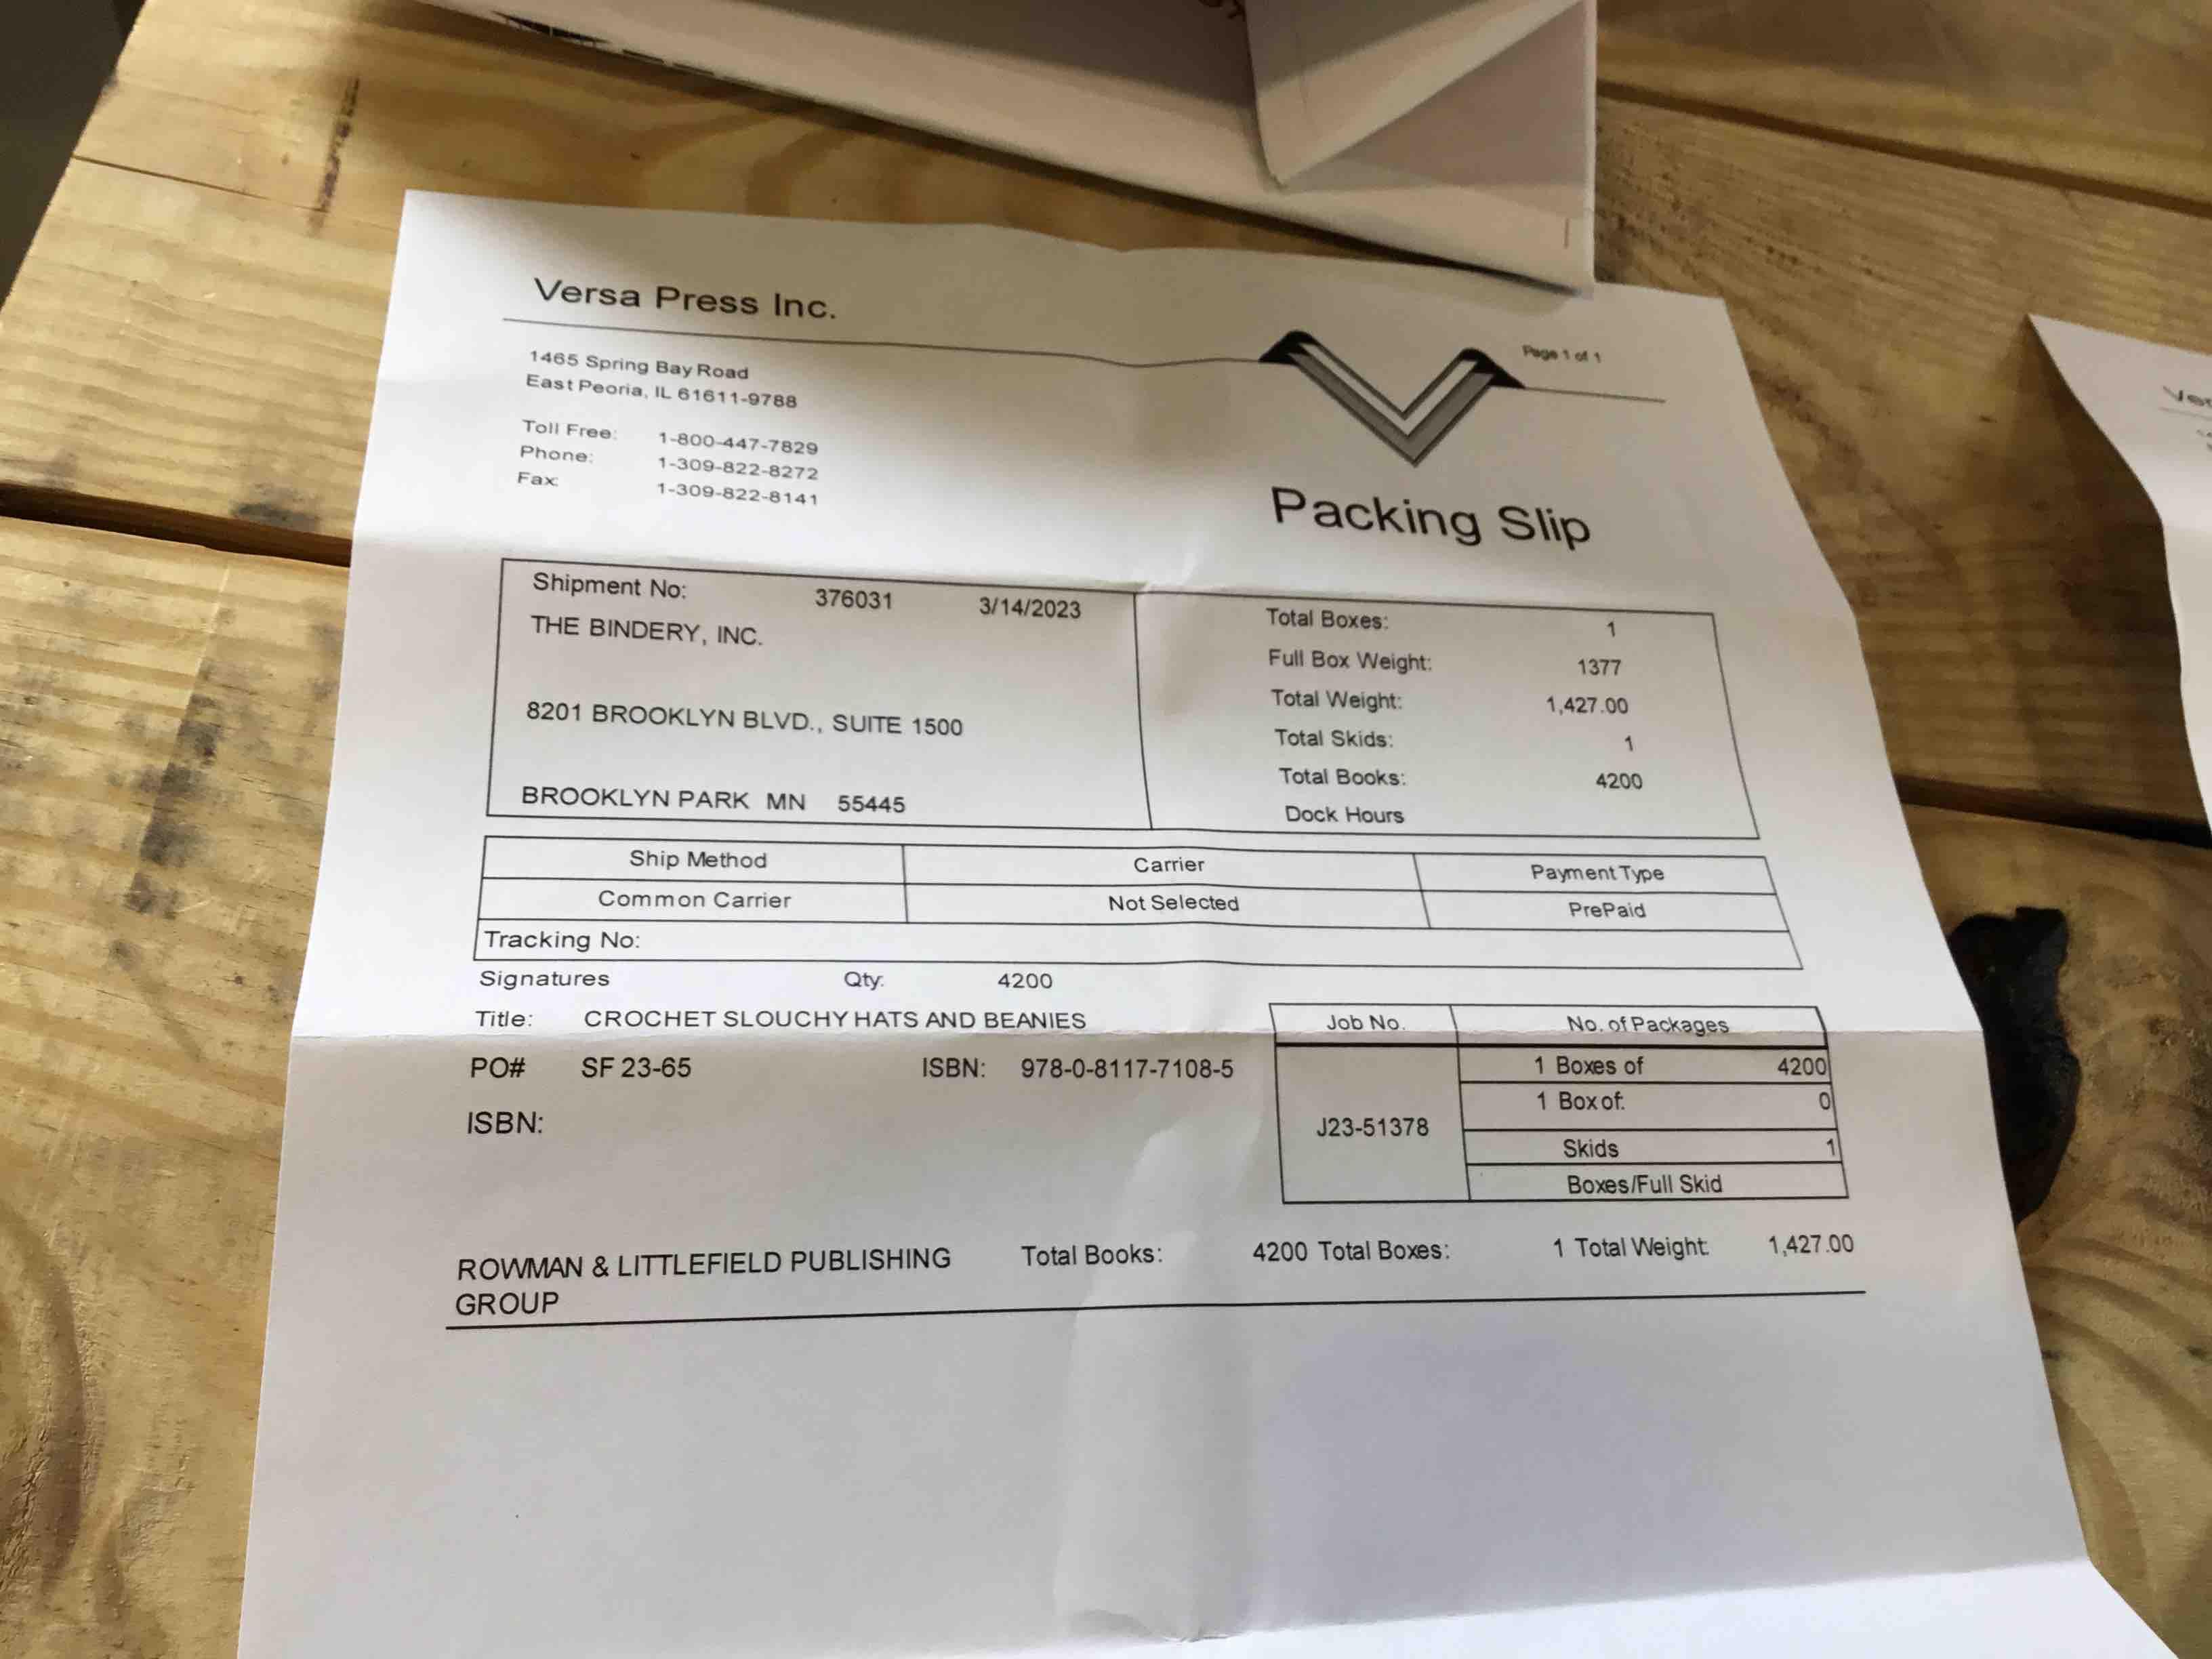 Versa Press Inc.
Page 1 of 1
1465 Spring Bay Road
East Peoria, IL 61611-9788
Toll Free: 1-800-447-7829
Phone: 1-309-822-8272
Fax: 1-309-822-8141
Packing Slip
Shipment No: 376031 3/14/2023
THE BINDERY, INC.
8201 BROOKLYN BLVD., SUITE 1500
BROOKLYN PARK MN 55445
Total Boxes: 1
Full Box Weight: 1377
Total Weight: 1,427.00
Total Skids: 1
Total Books: 4200
Dock Hours
Ship Method Carrier Payment Type
Common Carrier Not Selected PrePaid
Tracking No:
Signatures Qty: 4200
Title: CROCHET SLOUCHY HATS AND BEANIES
PO# SF 23-65 ISBN: 978-0-8117-7108-5
ISBN:
Job No. No. of Packages
J23-51378
1 Boxes of 4200
1 Box of: 0
Skids 1
Boxes/Full Skid
ROWMAN & LITTLEFIELD PUBLISHING Total Books: 4200 Total Boxes: 1 Total Weight: 1,427.00
GROUP